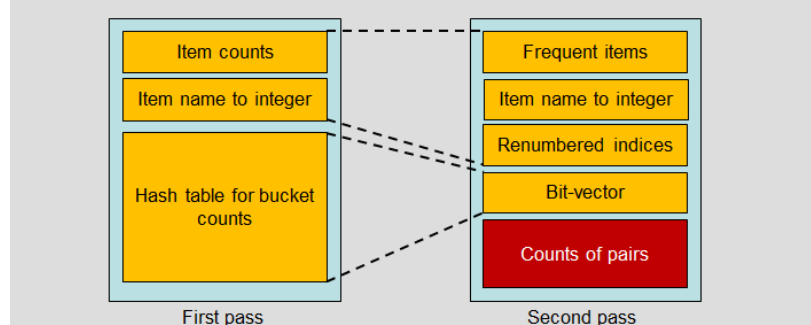 Item counts
Item name to integer
Hash table for bucket
counts
First pass
Frequent items
Item name to integer
Renumbered indices
Bit-vector
Counts of pairs
Second pass